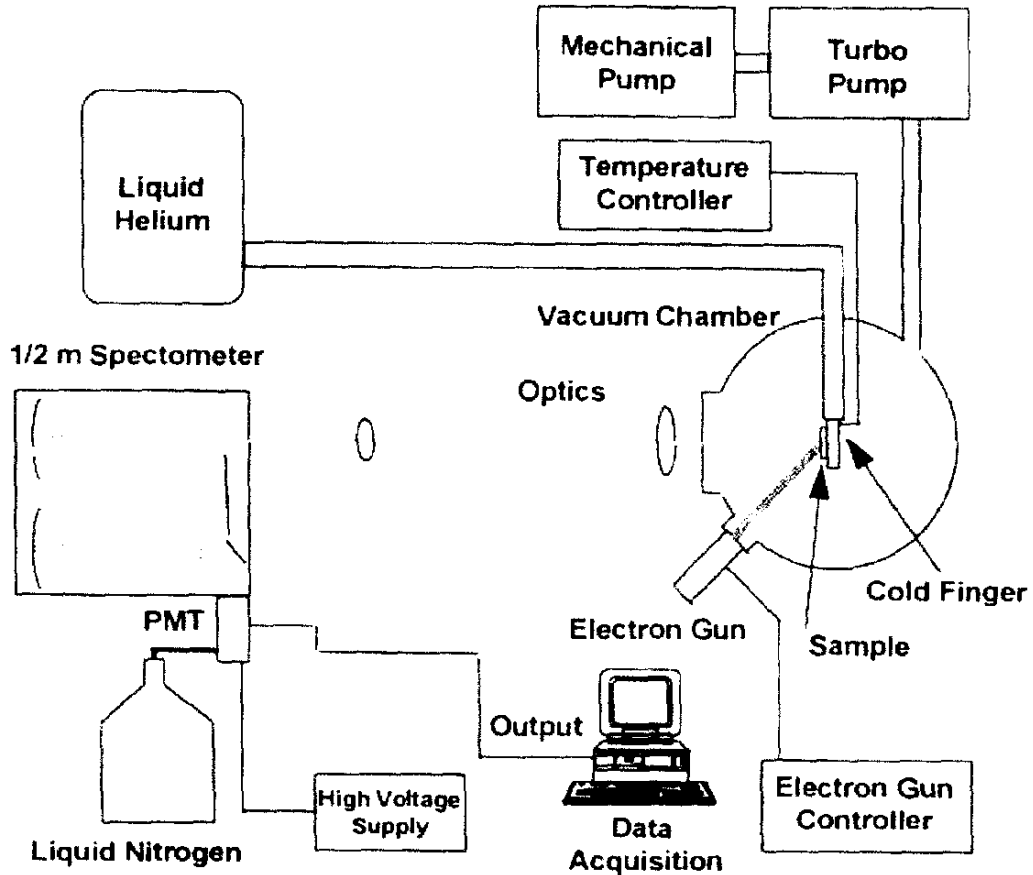 Mechanical
Pump
Turbo
Pump
Liquid
Helium
Temperature
Controller
Vacuum Chamber
1/2 m Spectometer
Optics
Cold Finger
PMT
Electron Gun
Sample
Output
High Voltage
Supply
Electron Gun
Controller
Liquid Nitrogen
Data
Acquisition